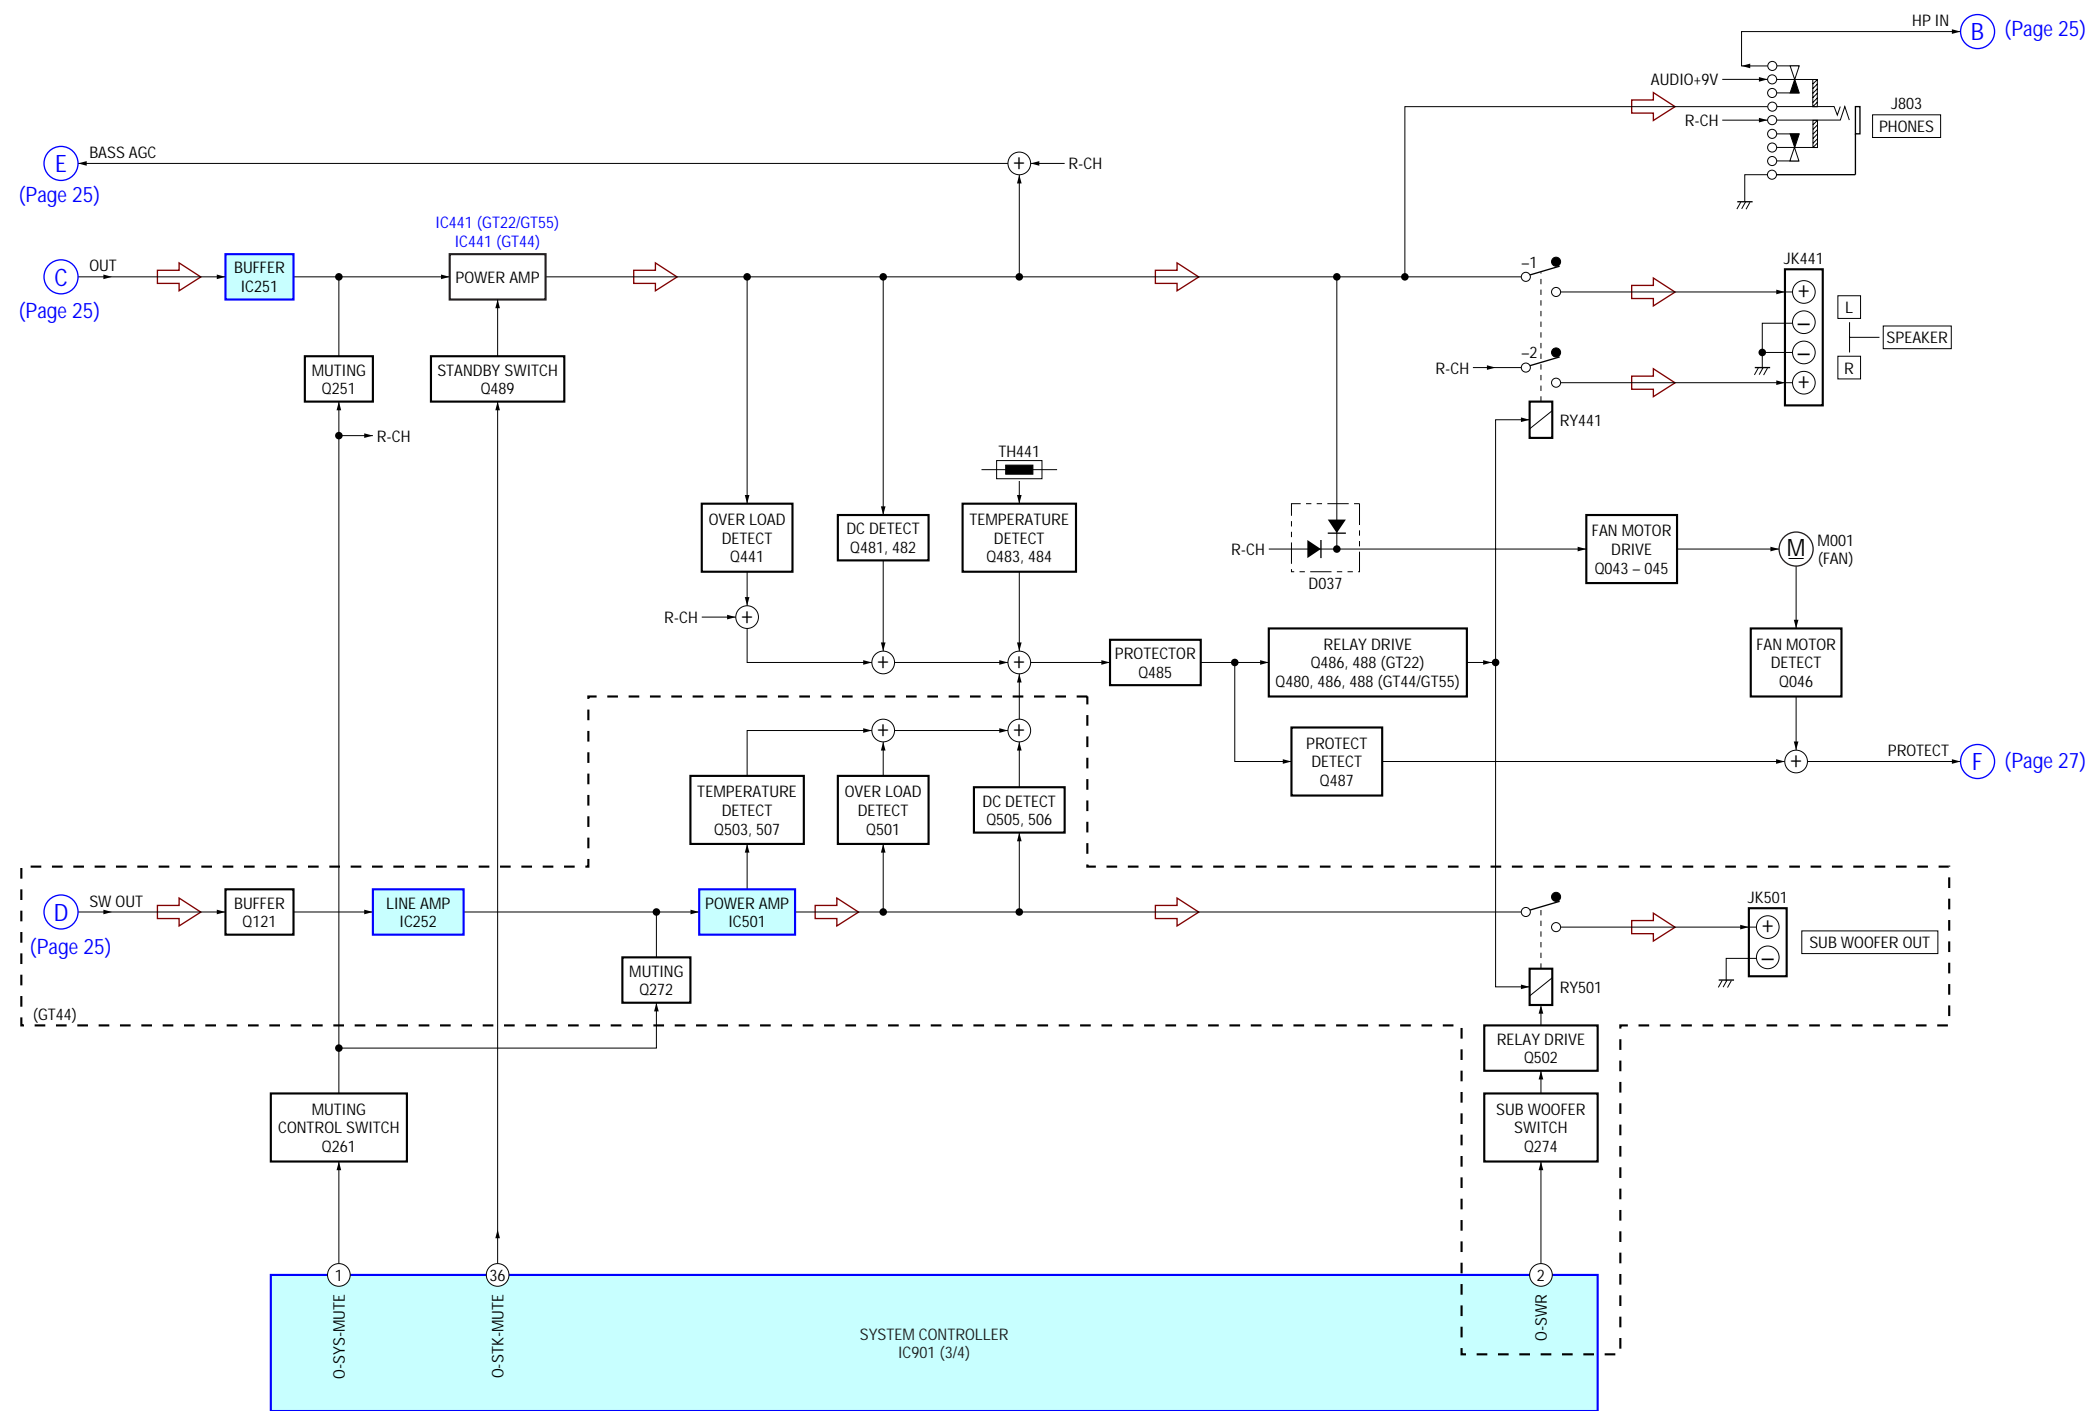 HP IN
B
(Page 25)
AUDIO+9V
R-CH
J803
PHONES
E
BASS AGC
(Page 25)
+
R-CH
IC441 (GT22/GT55)
IC441 (GT44)
C
OUT
(Page 25)
BUFFER
IC251
POWER AMP
–1
JK441
+
–
–
+
L
SPEAKER
R
–2
R-CH
RY441
MUTING
Q251
STANDBY SWITCH
Q489
R-CH
TH441
OVER LOAD
DETECT
Q441
DC DETECT
Q481, 482
TEMPERATURE
DETECT
Q483, 484
R-CH
D037
FAN MOTOR
DRIVE
Q043 – 045
M
M001
(FAN)
R-CH
+
+
+
PROTECTOR
Q485
RELAY DRIVE
Q486, 488 (GT22)
Q480, 486, 488 (GT44/GT55)
FAN MOTOR
DETECT
Q046
+
+
PROTECT
DETECT
Q487
+
PROTECT
F
(Page 27)
TEMPERATURE
DETECT
Q503, 507
OVER LOAD
DETECT
Q501
DC DETECT
Q505, 506
D
SW OUT
(Page 25)
BUFFER
Q121
LINE AMP
IC252
POWER AMP
IC501
JK501
+
–
SUB WOOFER OUT
MUTING
Q272
RY501
(GT44)
RELAY DRIVE
Q502
MUTING
CONTROL SWITCH
Q261
SUB WOOFER
SWITCH
Q274
1
36
2
O-SYS-MUTE
O-STK-MUTE
O-SWR
SYSTEM CONTROLLER
IC901 (3/4)